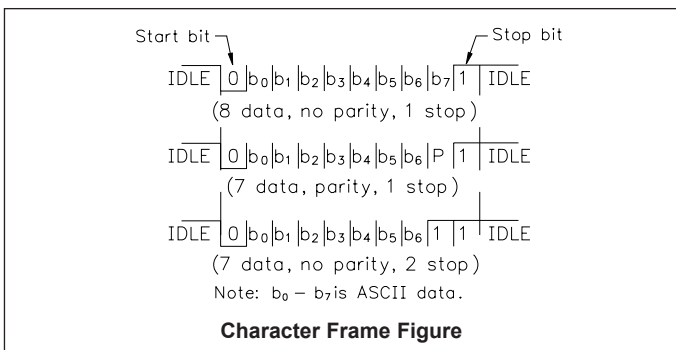 Start bit Stop bit
IDLE 0 b₀ b₁ b₂ b₃ b₄ b₅ b₆ b₇ 1 IDLE
(8 data, no parity, 1 stop)
IDLE 0 b₀ b₁ b₂ b₃ b₄ b₅ b₆ P 1 IDLE
(7 data, parity, 1 stop)
IDLE 0 b₀ b₁ b₂ b₃ b₄ b₅ b₆ 1 1 IDLE
(7 data, no parity, 2 stop)
Note: b₀ – b₇ is ASCII data.
Character Frame Figure